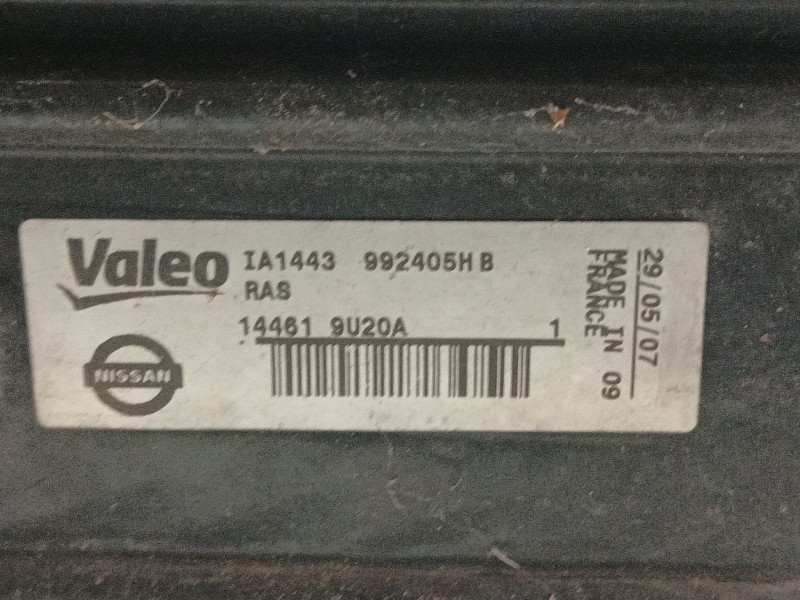 Valeo IA1443 992405H B
RAS
14461 9U20A 1
NISSAN
29/05/07
MADE IN 09
FRANCE